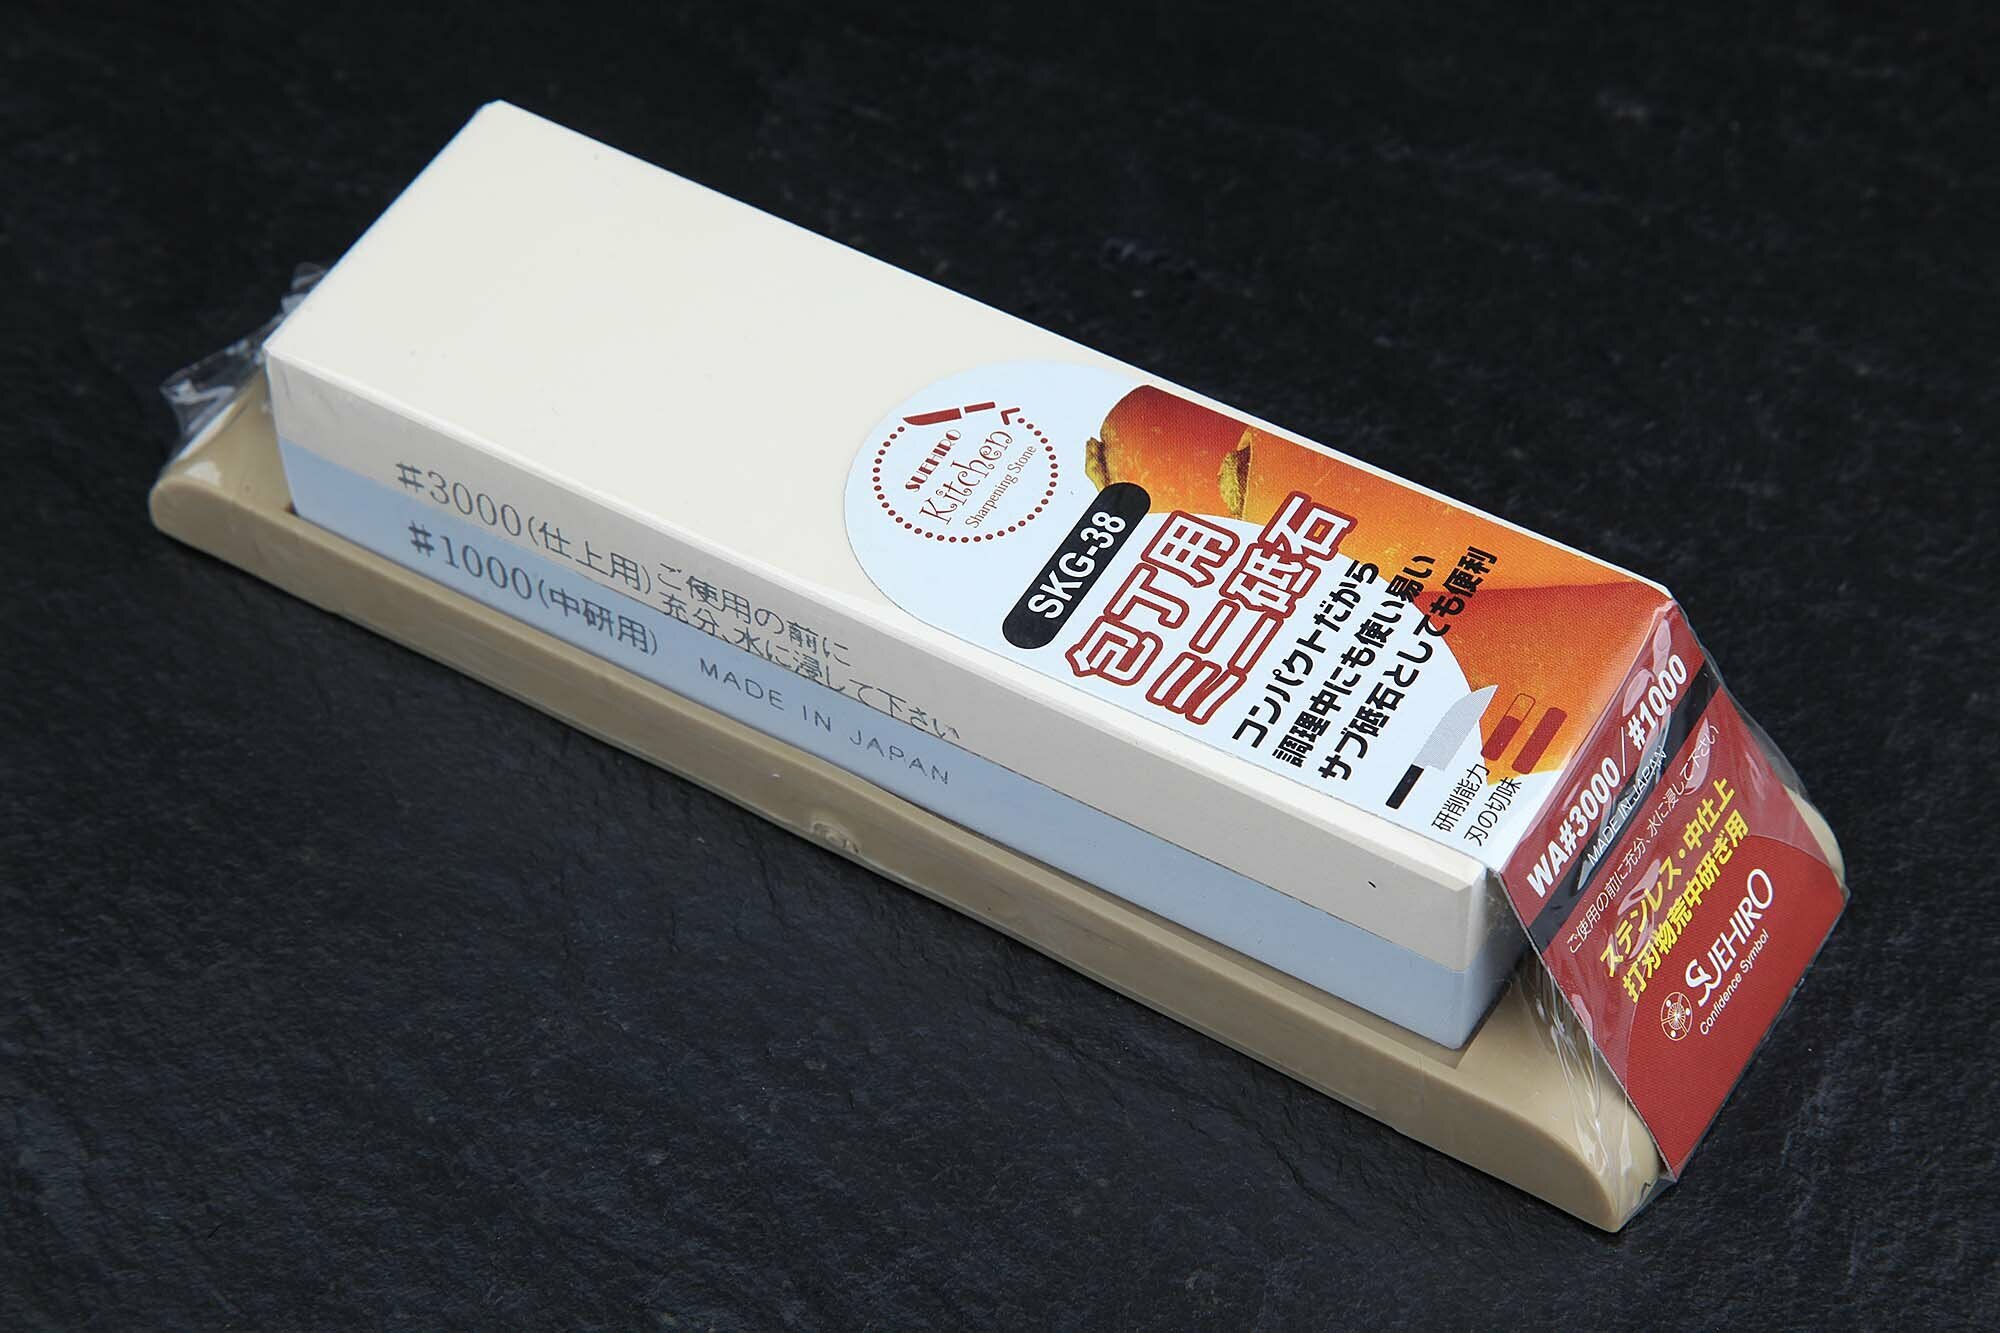 SUEHIRO
Kitchen
Sharpening Stone
SKG-38
包丁用
ミニ砥石
コンパクトだから
調理中にも使い易い
サブ砥石としても便利
研削能力
刃の切味
#3000(仕上用)
#1000(中研用)
ご使用の前に
充分、水に浸して下さい
MADE IN JAPAN
WA#3000/#1000
MADE IN JAPAN
ご使用の前に充分、水に浸して下さい
ステンレス・中仕上
打刃物荒中研ぎ用
SUEHIRO
Confidence Symbol